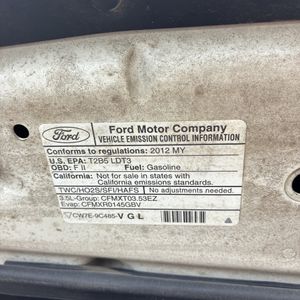 Ford
Ford Motor Company
VEHICLE EMISSION CONTROL INFORMATION
Conforms to regulations: 2012 MY
U.S. EPA: T2B5 LDT3
OBD: F II Fuel: Gasoline
California: Not for sale in states with
California emissions standards.
TWC/HO2S/SFI/HAFS No adjustments needed.
3.5L-Group: CFMXT03.53EZ
Evap: CFMXR0145GBV
CW7E-9C485-VGL